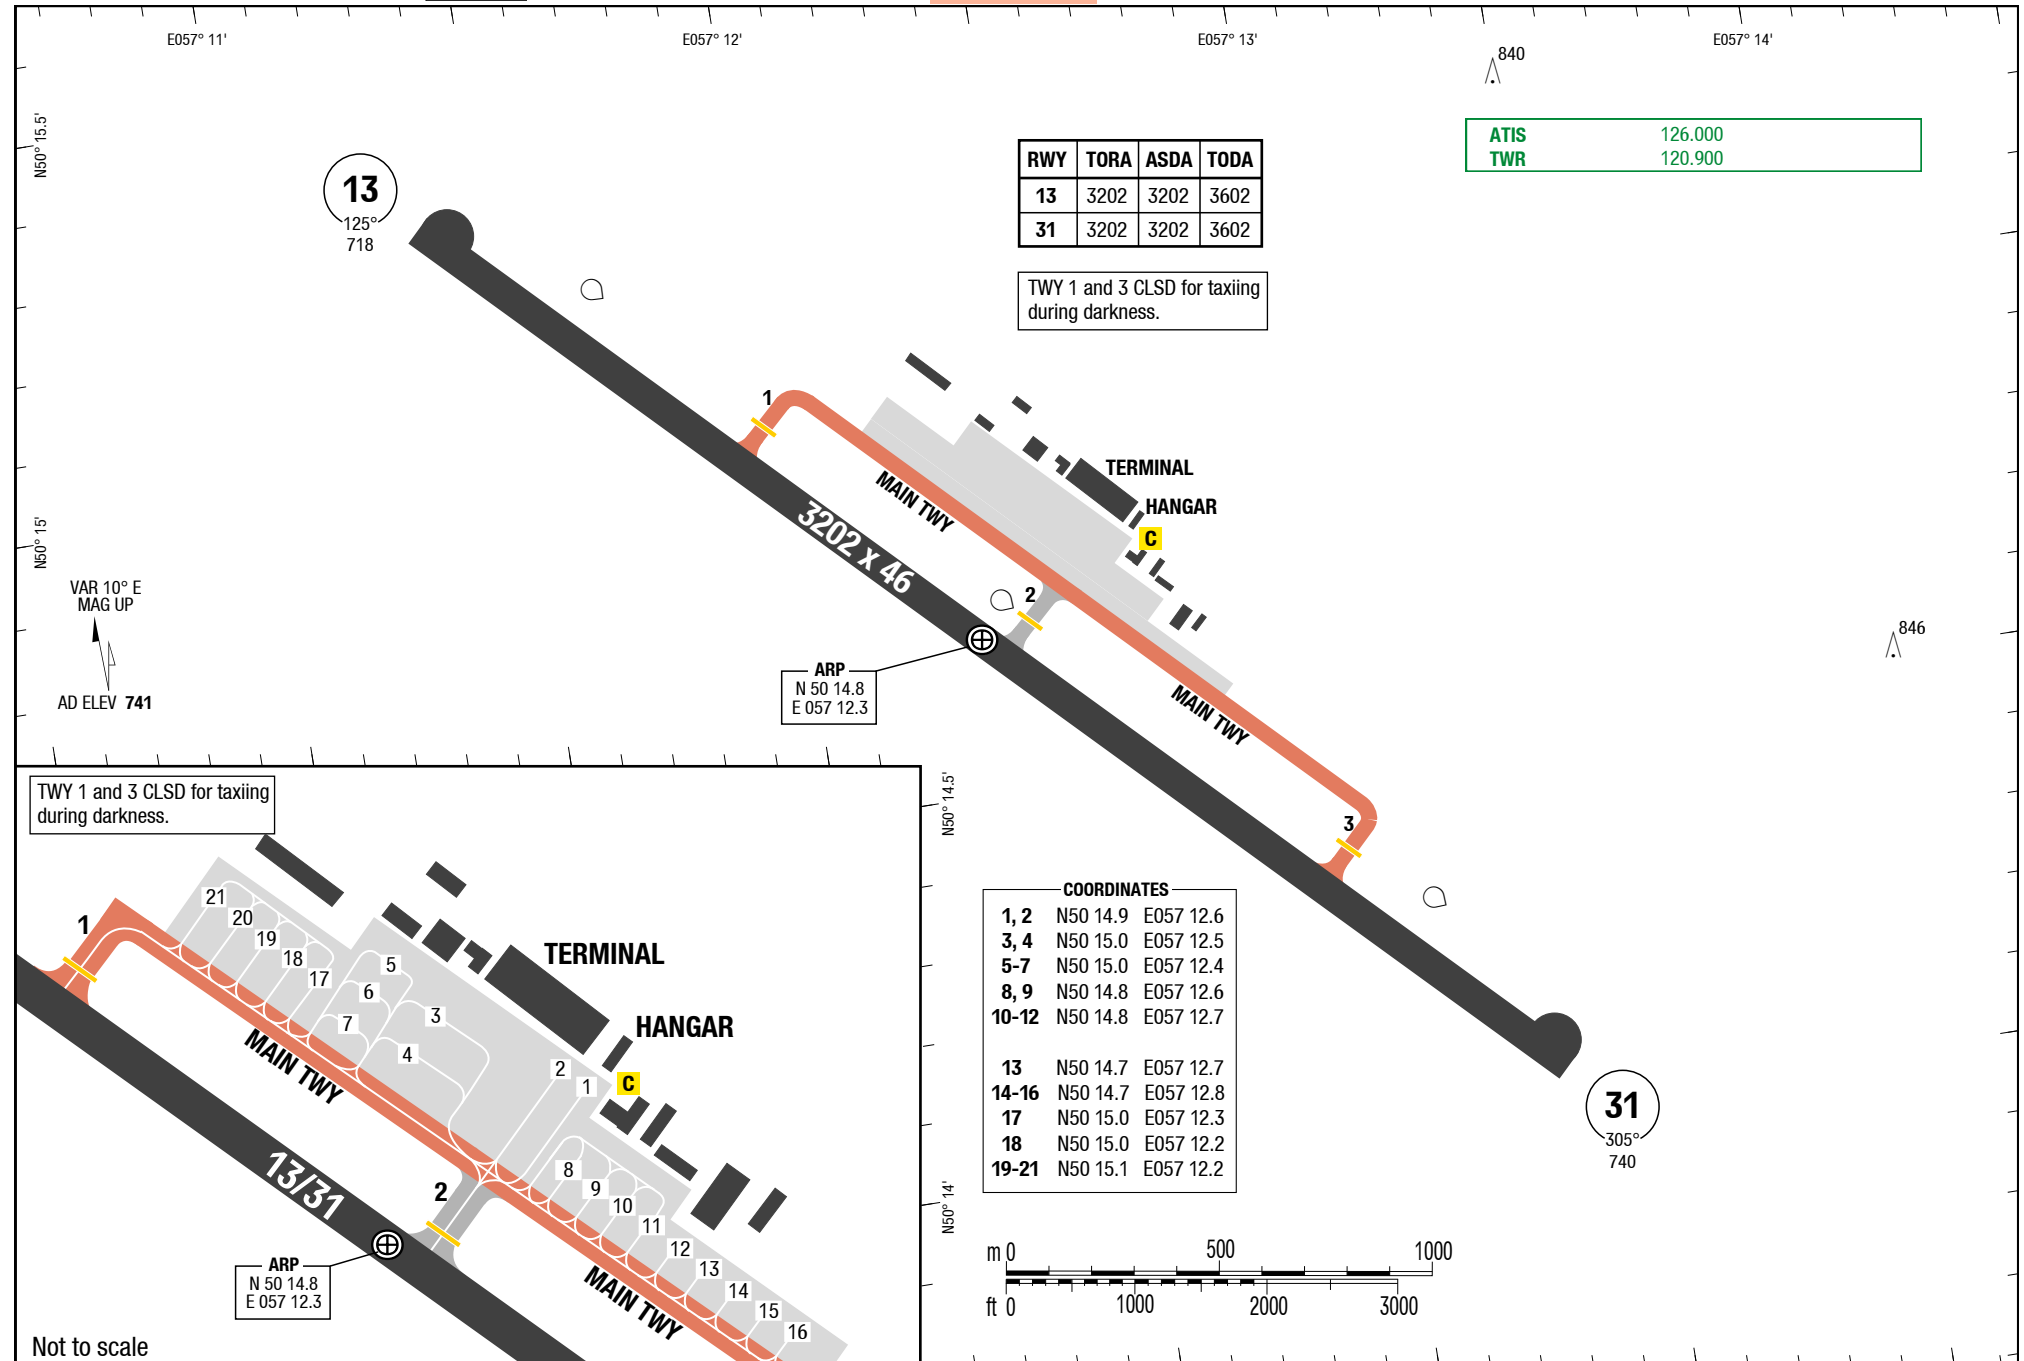 E057° 11'
E057° 12'
E057° 13'
E057° 14'
840
N50° 15.5'
ATIS 126.000
TWR 120.900
RWY TORA ASDA TODA
13 3202 3202 3602
31 3202 3202 3602
13
125°
718
TWY 1 and 3 CLSD for taxiing
during darkness.
1
TERMINAL
MAIN TWY
HANGAR
C
3202 x 46
N50° 15'
VAR 10° E
MAG UP
2
846
ARP
N 50 14.8
E 057 12.3
AD ELEV 741
MAIN TWY
3
N50° 14.5'
TWY 1 and 3 CLSD for taxiing
during darkness.
21
20
19
18
17
1
5
6
7
3
4
TERMINAL
HANGAR
MAIN TWY
2
1
C
13/31
2
8
9
10
11
12
13
14
15
16
ARP
N 50 14.8
E 057 12.3
MAIN TWY
Not to scale
COORDINATES
1, 2 N50 14.9 E057 12.6
3, 4 N50 15.0 E057 12.5
5-7 N50 15.0 E057 12.4
8, 9 N50 14.8 E057 12.6
10-12 N50 14.8 E057 12.7
13 N50 14.7 E057 12.7
14-16 N50 14.7 E057 12.8
17 N50 15.0 E057 12.3
18 N50 15.0 E057 12.2
19-21 N50 15.1 E057 12.2
31
305°
740
N50° 14'
m 0 500 1000
ft 0 1000 2000 3000